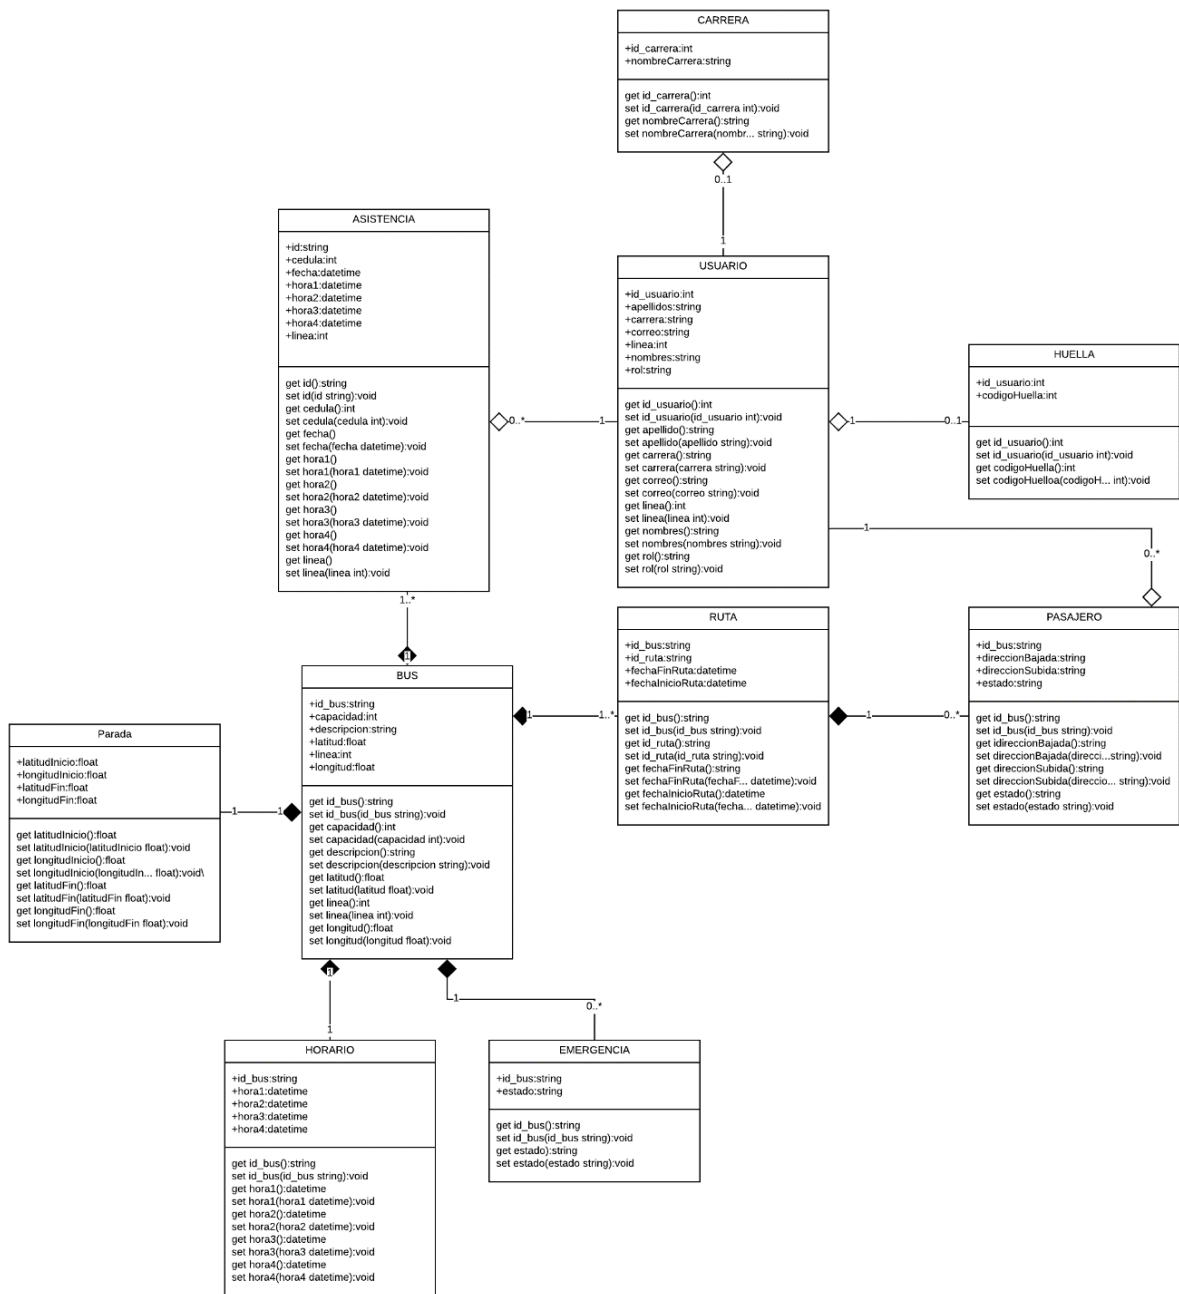 CARRERA
+id_carrera:int
+nombreCarrera:string
get id_carrera():int
set id_carrera(id_carrera int):void
get nombreCarrera():string
set nombreCarrera(nombr... string):void
0..1
1
ASISTENCIA
+id:string
+cedula:int
+fecha:datetime
+hora1:datetime
+hora2:datetime
+hora3:datetime
+hora4:datetime
+linea:int
get id():string
set id(id string):void
get cedula():int
set cedula(cedula int):void
get fecha()
set fecha(fecha datetime):void
get hora1()
set hora1(hora1 datetime):void
get hora2()
set hora2(hora2 datetime):void
get hora3()
set hora3(hora3 datetime):void
get hora4()
set hora4(hora4 datetime):void
get linea()
set linea(linea int):void
0..*
1
USUARIO
+id_usuario:int
+apellidos:string
+carrera:string
+correo:string
+linea:int
+nombres:string
+rol:string
get id_usuario():int
set id_usuario(id_usuario int):void
get apellido():string
set apellido(apellido string):void
get carrera():string
set carrera(carrera string):void
get correo():string
set correo(correo string):void
get linea():int
set linea(linea int):void
get nombres():string
set nombres(nombres string):void
get rol():string
set rol(rol string):void
1
0..1
HUELLA
+id_usuario:int
+codigoHuella:int
get id_usuario():int
set id_usuario(id_usuario int):void
get codigoHuella():int
set codigoHuelloa(codigoH... int):void
1
0..*
1..*
1
BUS
+id_bus:string
+capacidad:int
+descripcion:string
+latitud:float
+linea:int
+longitud:float
get id_bus():string
set id_bus(id_bus string):void
get capacidad():int
set capacidad(capacidad int):void
get descripcion():string
set descripcion(descripcion string):void
get latitud():float
set latitud(latitud float):void
get linea():int
set linea(linea int):void
get longitud():float
set longitud(longitud float):void
1
1..*
RUTA
+id_bus:string
+id_ruta:string
+fechaFinRuta:datetime
+fechaInicioRuta:datetime
get id_bus():string
set id_bus(id_bus string):void
get id_ruta():string
set id_ruta(id_ruta string):void
get fechaFinRuta():string
set fechaFinRuta(fechaF... datetime):void
get fechaInicioRuta():datetime
set fechaInicioRuta(fecha... datetime):void
1
0..*
PASAJERO
+id_bus:string
+direccionBajada:string
+direccionSubida:string
+estado:string
get id_bus():string
set id_bus(id_bus string):void
get idireccionBajada():string
set direccionBajada(direcci...string):void
get direccionSubida():string
set direccionSubida(direccio... string):void
get estado():string
set estado(estado string):void
Parada
+latitudInicio:float
+longitudInicio:float
+latitudFin:float
+longitudFin:float
get latitudInicio():float
set latitudInicio(latitudInicio float):void
get longitudInicio():float
set longitudInicio(longitudIn... float):void\
get latitudFin():float
set latitudFin(latitudFin float):void
get longitudFin():float
set longitudFin(longitudFin float):void
1
1
1
1
HORARIO
+id_bus:string
+hora1:datetime
+hora2:datetime
+hora3:datetime
+hora4:datetime
get id_bus():string
set id_bus(id_bus string):void
get hora1():datetime
set hora1(hora1 datetime):void
get hora2():datetime
set hora2(hora2 datetime):void
get hora3():datetime
set hora3(hora3 datetime):void
get hora4():datetime
set hora4(hora4 datetime):void
1
0..*
EMERGENCIA
+id_bus:string
+estado:string
get id_bus():string
set id_bus(id_bus string):void
get estado):string
set estado(estado string):void